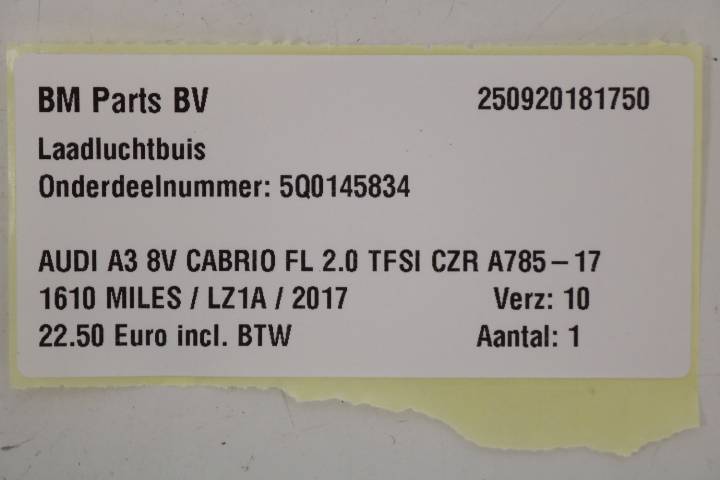 BM Parts BV 250920181750
Laadluchtbuis
Onderdeelnummer: 5Q0145834
AUDI A3 8V CABRIO FL 2.0 TFSI CZR A785-17
1610 MILES / LZ1A / 2017 Verz: 10
22.50 Euro incl. BTW Aantal: 1